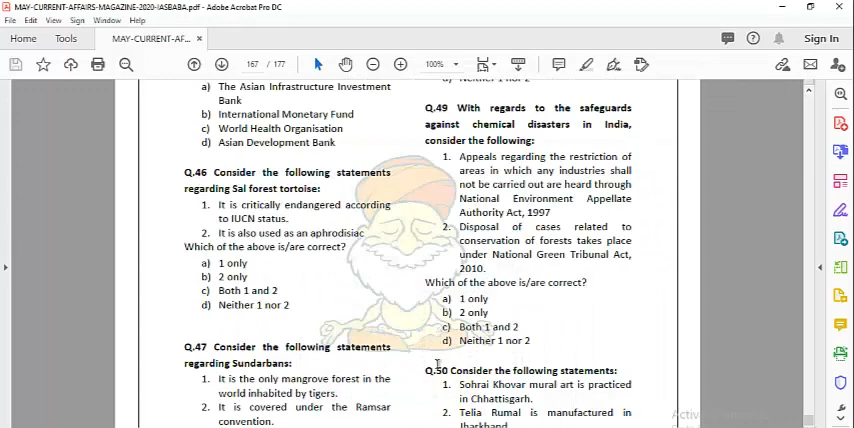 MAY-CURRENT-AFFAIRS-MAGAZINE-2020-IASBABA.pdf - Adobe Acrobat Pro DC
File Edit View Sign Window Help
Home Tools MAY-CURRENT-AF... × Sign In
167 / 177 100%
a) The Asian Infrastructure Investment
Bank
b) International Monetary Fund
c) World Health Organisation
d) Asian Development Bank
Q.46 Consider the following statements
regarding Sal forest tortoise:
1. It is critically endangered according
to IUCN status.
2. It is also used as an aphrodisiac
Which of the above is/are correct?
a) 1 only
b) 2 only
c) Both 1 and 2
d) Neither 1 nor 2
Q.47 Consider the following statements
regarding Sundarbans:
1. It is the only mangrove forest in the
world inhabited by tigers.
2. It is covered under the Ramsar
convention.
d) Neither 1 nor 2
Q.49 With regards to the safeguards
against chemical disasters in India,
consider the following:
1. Appeals regarding the restriction of
areas in which any industries shall
not be carried out are heard through
National Environment Appellate
Authority Act, 1997
2. Disposal of cases related to
conservation of forests takes place
under National Green Tribunal Act,
2010.
Which of the above is/are correct?
a) 1 only
b) 2 only
c) Both 1 and 2
d) Neither 1 nor 2
Q.50 Consider the following statements:
1. Sohrai Khovar mural art is practiced
in Chhattisgarh.
2. Telia Rumal is manufactured in
Jharkhand.